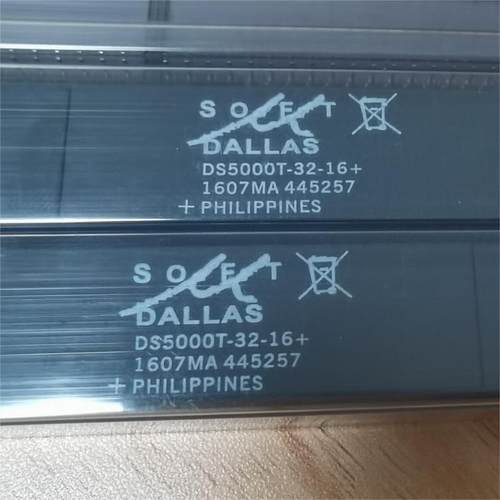 SOFT
DALLAS
DS5000T-32-16+
1607MA 445257
+PHILIPPINES
SOFT
DALLAS
DS5000T-32-16+
1607MA 445257
+PHILIPPINES